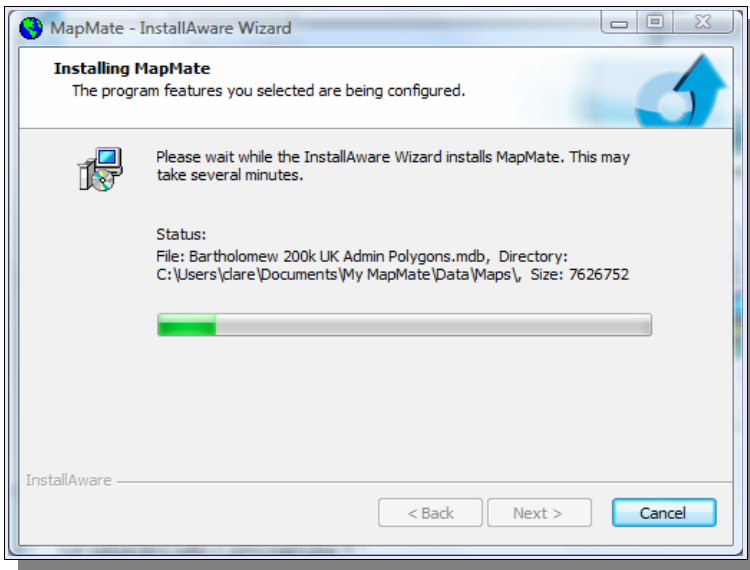 MapMate - InstallAware Wizard
Installing MapMate
The program features you selected are being configured.
Please wait while the InstallAware Wizard installs MapMate. This may
take several minutes.
Status:
File: Bartholomew 200k UK Admin Polygons.mdb, Directory:
C:\Users\clare\Documents\My MapMate\Data\Maps\, Size: 7626752
InstallAware
< Back
Next >
Cancel